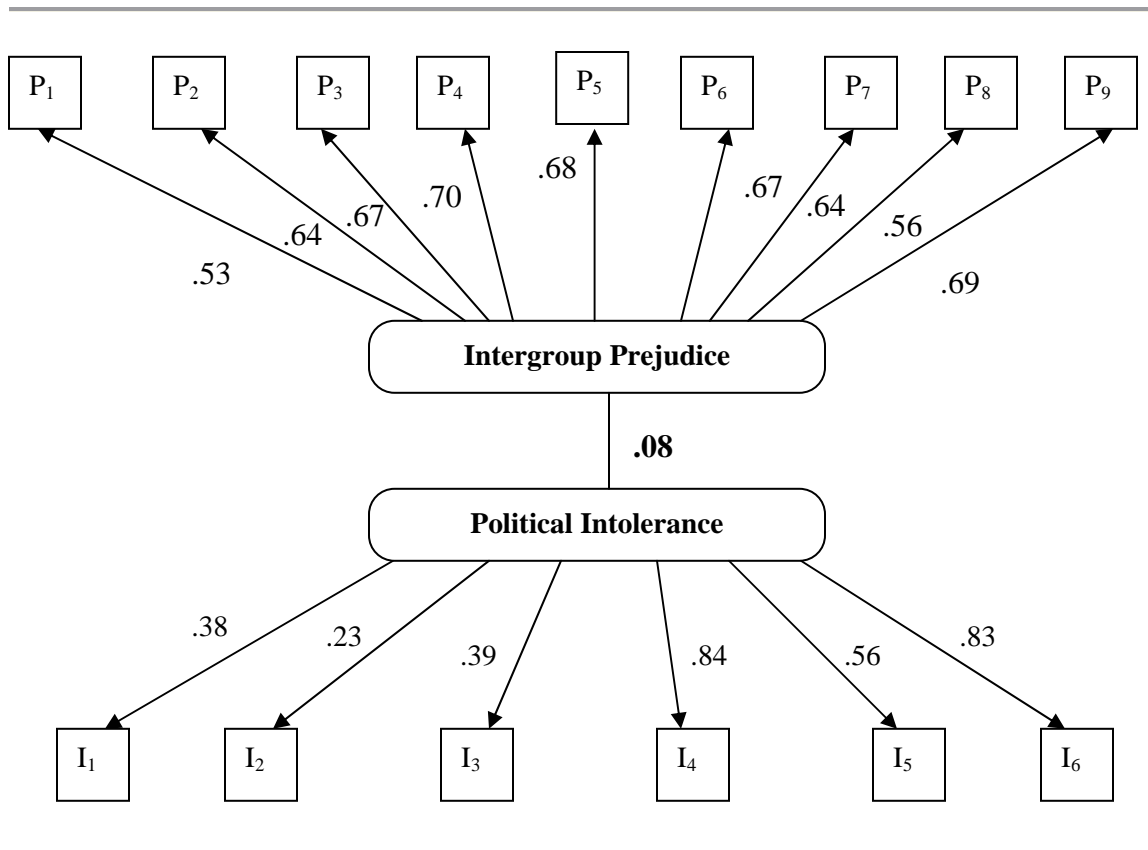 P₁ P₂ P₃ P₄ P₅ P₆ P₇ P₈ P₉
.53 .64 .67 .70 .68 .67 .64 .56 .69
Intergroup Prejudice
.08
Political Intolerance
.38 .23 .39 .84 .56 .83
I₁ I₂ I₃ I₄ I₅ I₆